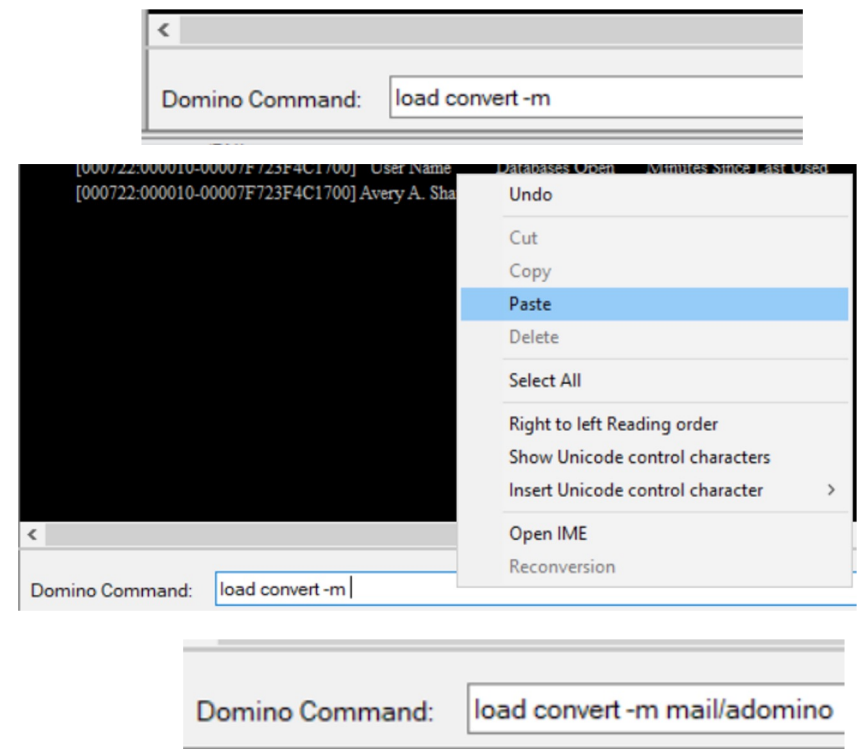 Domino Command: load convert -m
[000722:000010-00007F723F4C1700] User Name Databases Open Minutes Since Last Used
[000722:000010-00007F723F4C1700] Avery A. Sha
Undo
Cut
Copy
Paste
Delete
Select All
Right to left Reading order
Show Unicode control characters
Insert Unicode control character
Open IME
Reconversion
Domino Command: load convert -m
Domino Command: load convert -m mail/adomino